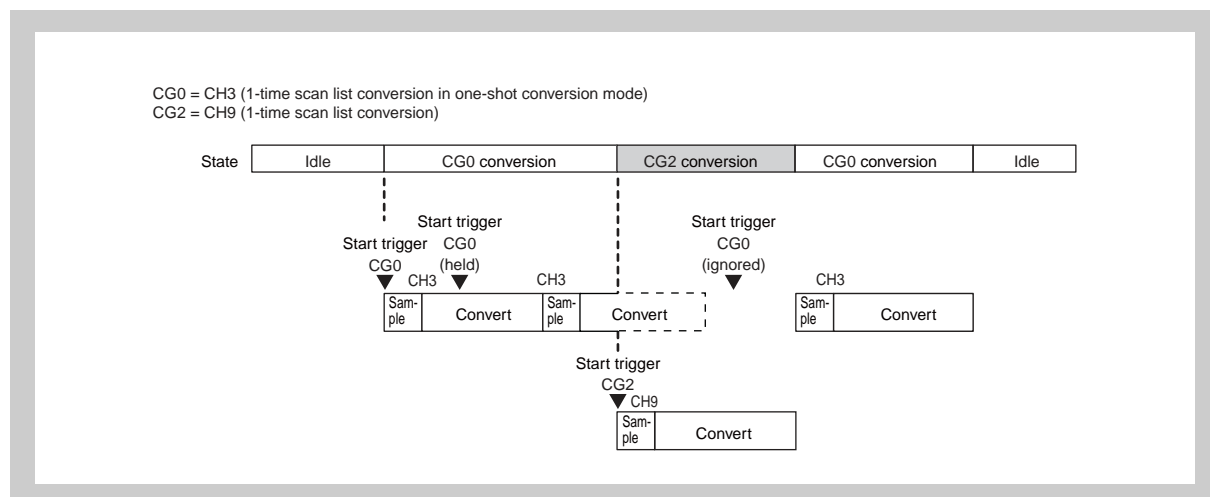 CG0 = CH3 (1-time scan list conversion in one-shot conversion mode)
CG2 = CH9 (1-time scan list conversion)
State Idle CG0 conversion CG2 conversion CG0 conversion Idle
Start trigger
CG0
Start trigger
CG0
(held)
Start trigger
CG0
(ignored)
CH3
CH3
CH3
Sam-
ple
Convert
Sam-
ple
Convert
Sam-
ple
Convert
Start trigger
CG2
CH9
Sam-
ple
Convert